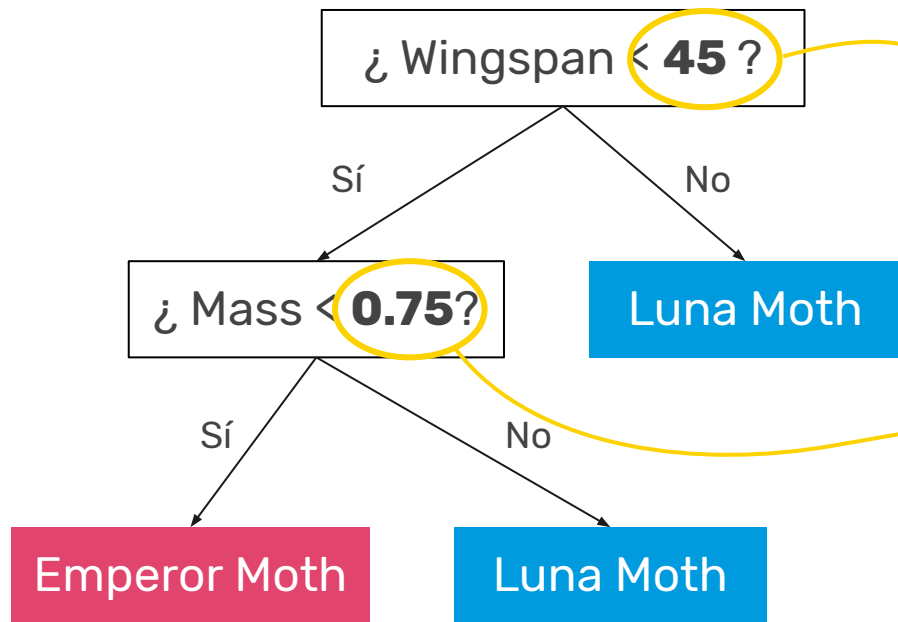 ¿ Wingspan < 45 ?
Sí
No
¿ Mass < 0.75?
Luna Moth
Sí
No
Emperor Moth
Luna Moth